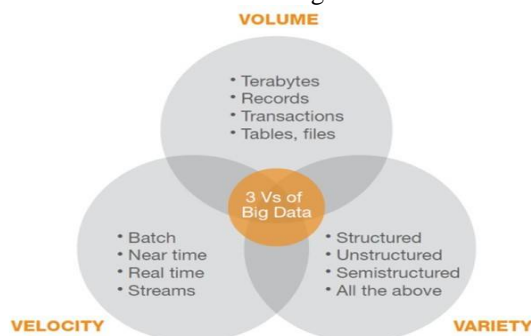 VOLUME
• Terabytes
• Records
• Transactions
• Tables, files
3 Vs of
Big Data
• Batch
• Near time
• Real time
• Streams
• Structured
• Unstructured
• Semistructured
• All the above
VELOCITY
VARIETY